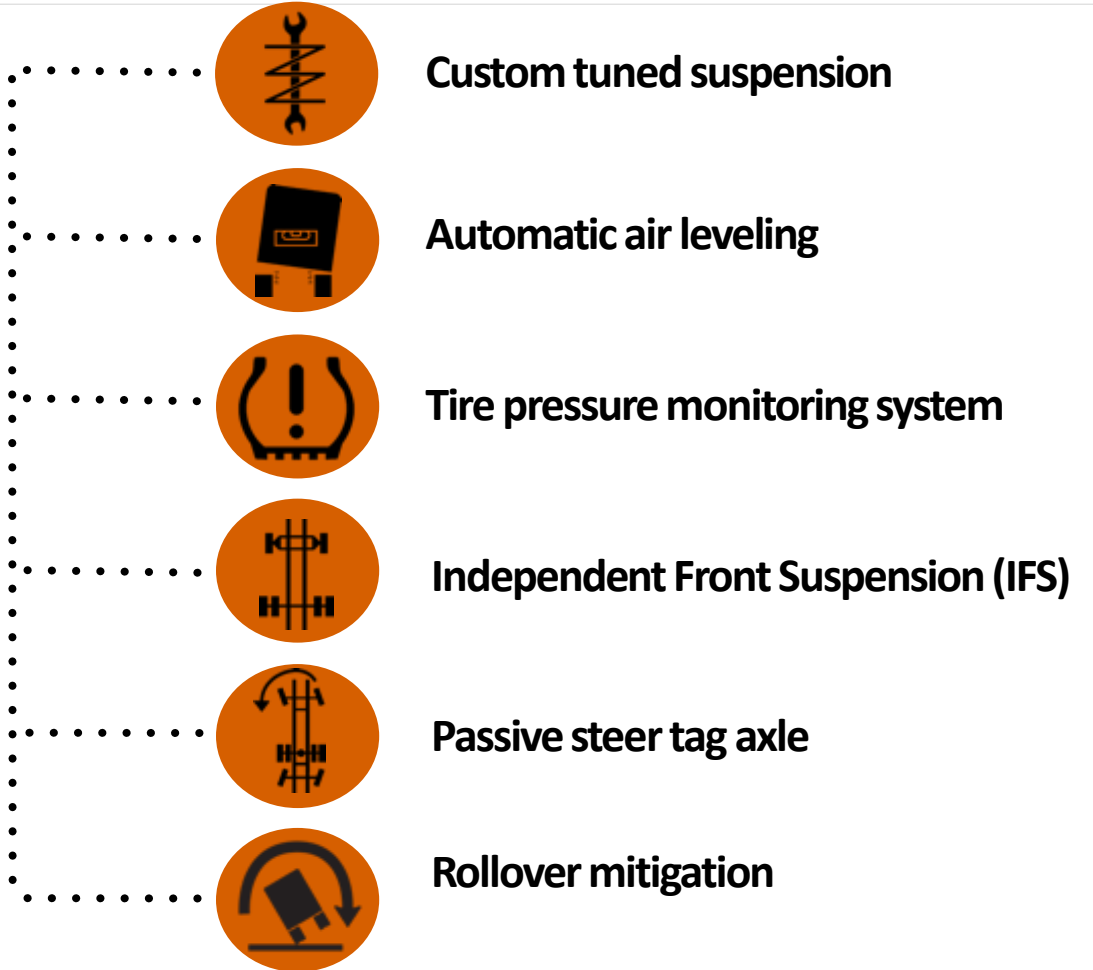 Custom tuned suspension
Automatic air leveling
Tire pressure monitoring system
Independent Front Suspension (IFS)
Passive steer tag axle
Rollover mitigation